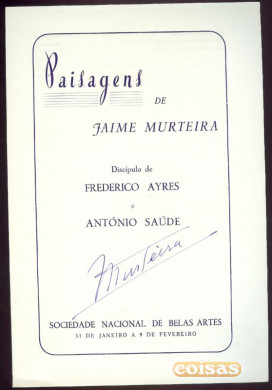 Paisagens
DE
JAIME MURTEIRA
Discípulo de
FREDERICO AYRES
e
ANTÓNIO SAÚDE
JMurteira
SOCIEDADE NACIONAL DE BELAS ARTES
31 DE JANEIRO A 9 DE FEVEREIRO
coisas